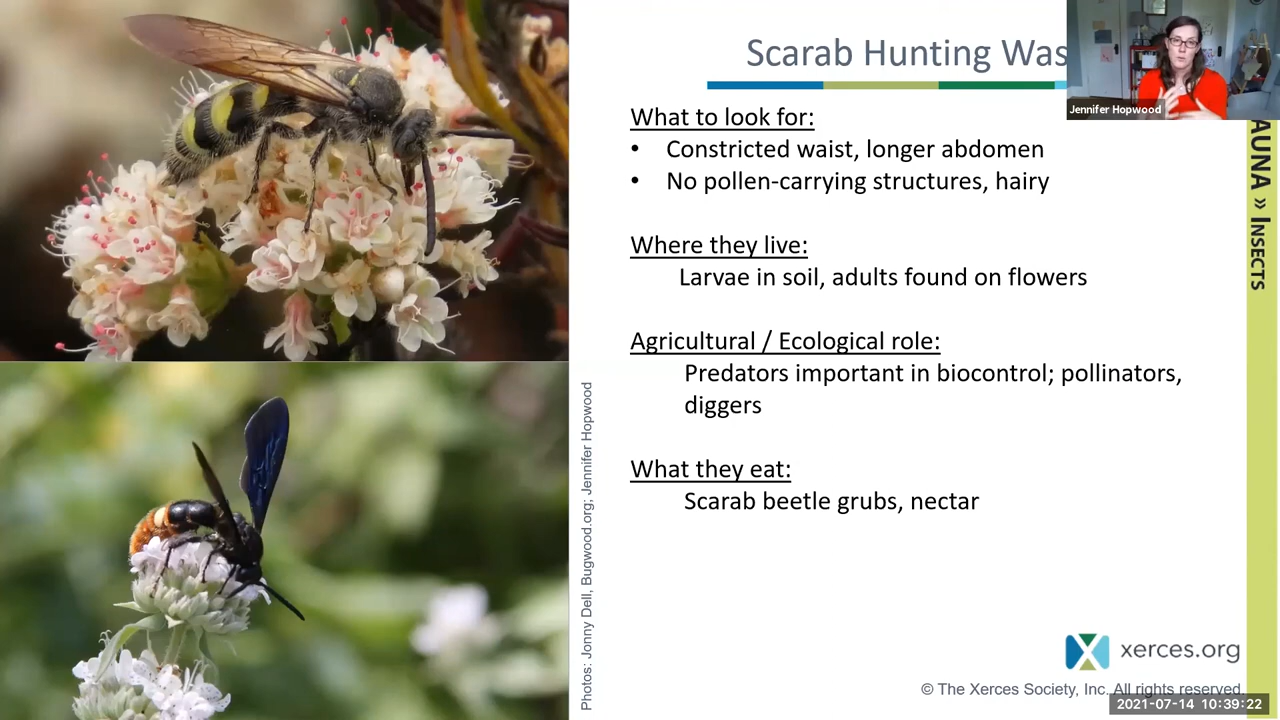 Scarab Hunting Was
Jennifer Hopwood
What to look for:
• Constricted waist, longer abdomen
• No pollen-carrying structures, hairy
Where they live:
Larvae in soil, adults found on flowers
Agricultural / Ecological role:
Predators important in biocontrol; pollinators,
diggers
What they eat:
Scarab beetle grubs, nectar
Photos: Jonny Dell, Bugwood.org; Jennifer Hopwood
AUNA » INSECTS
xerces.org
© The Xerces Society, Inc. All rights reserved.
2021-07-14 10:39:22